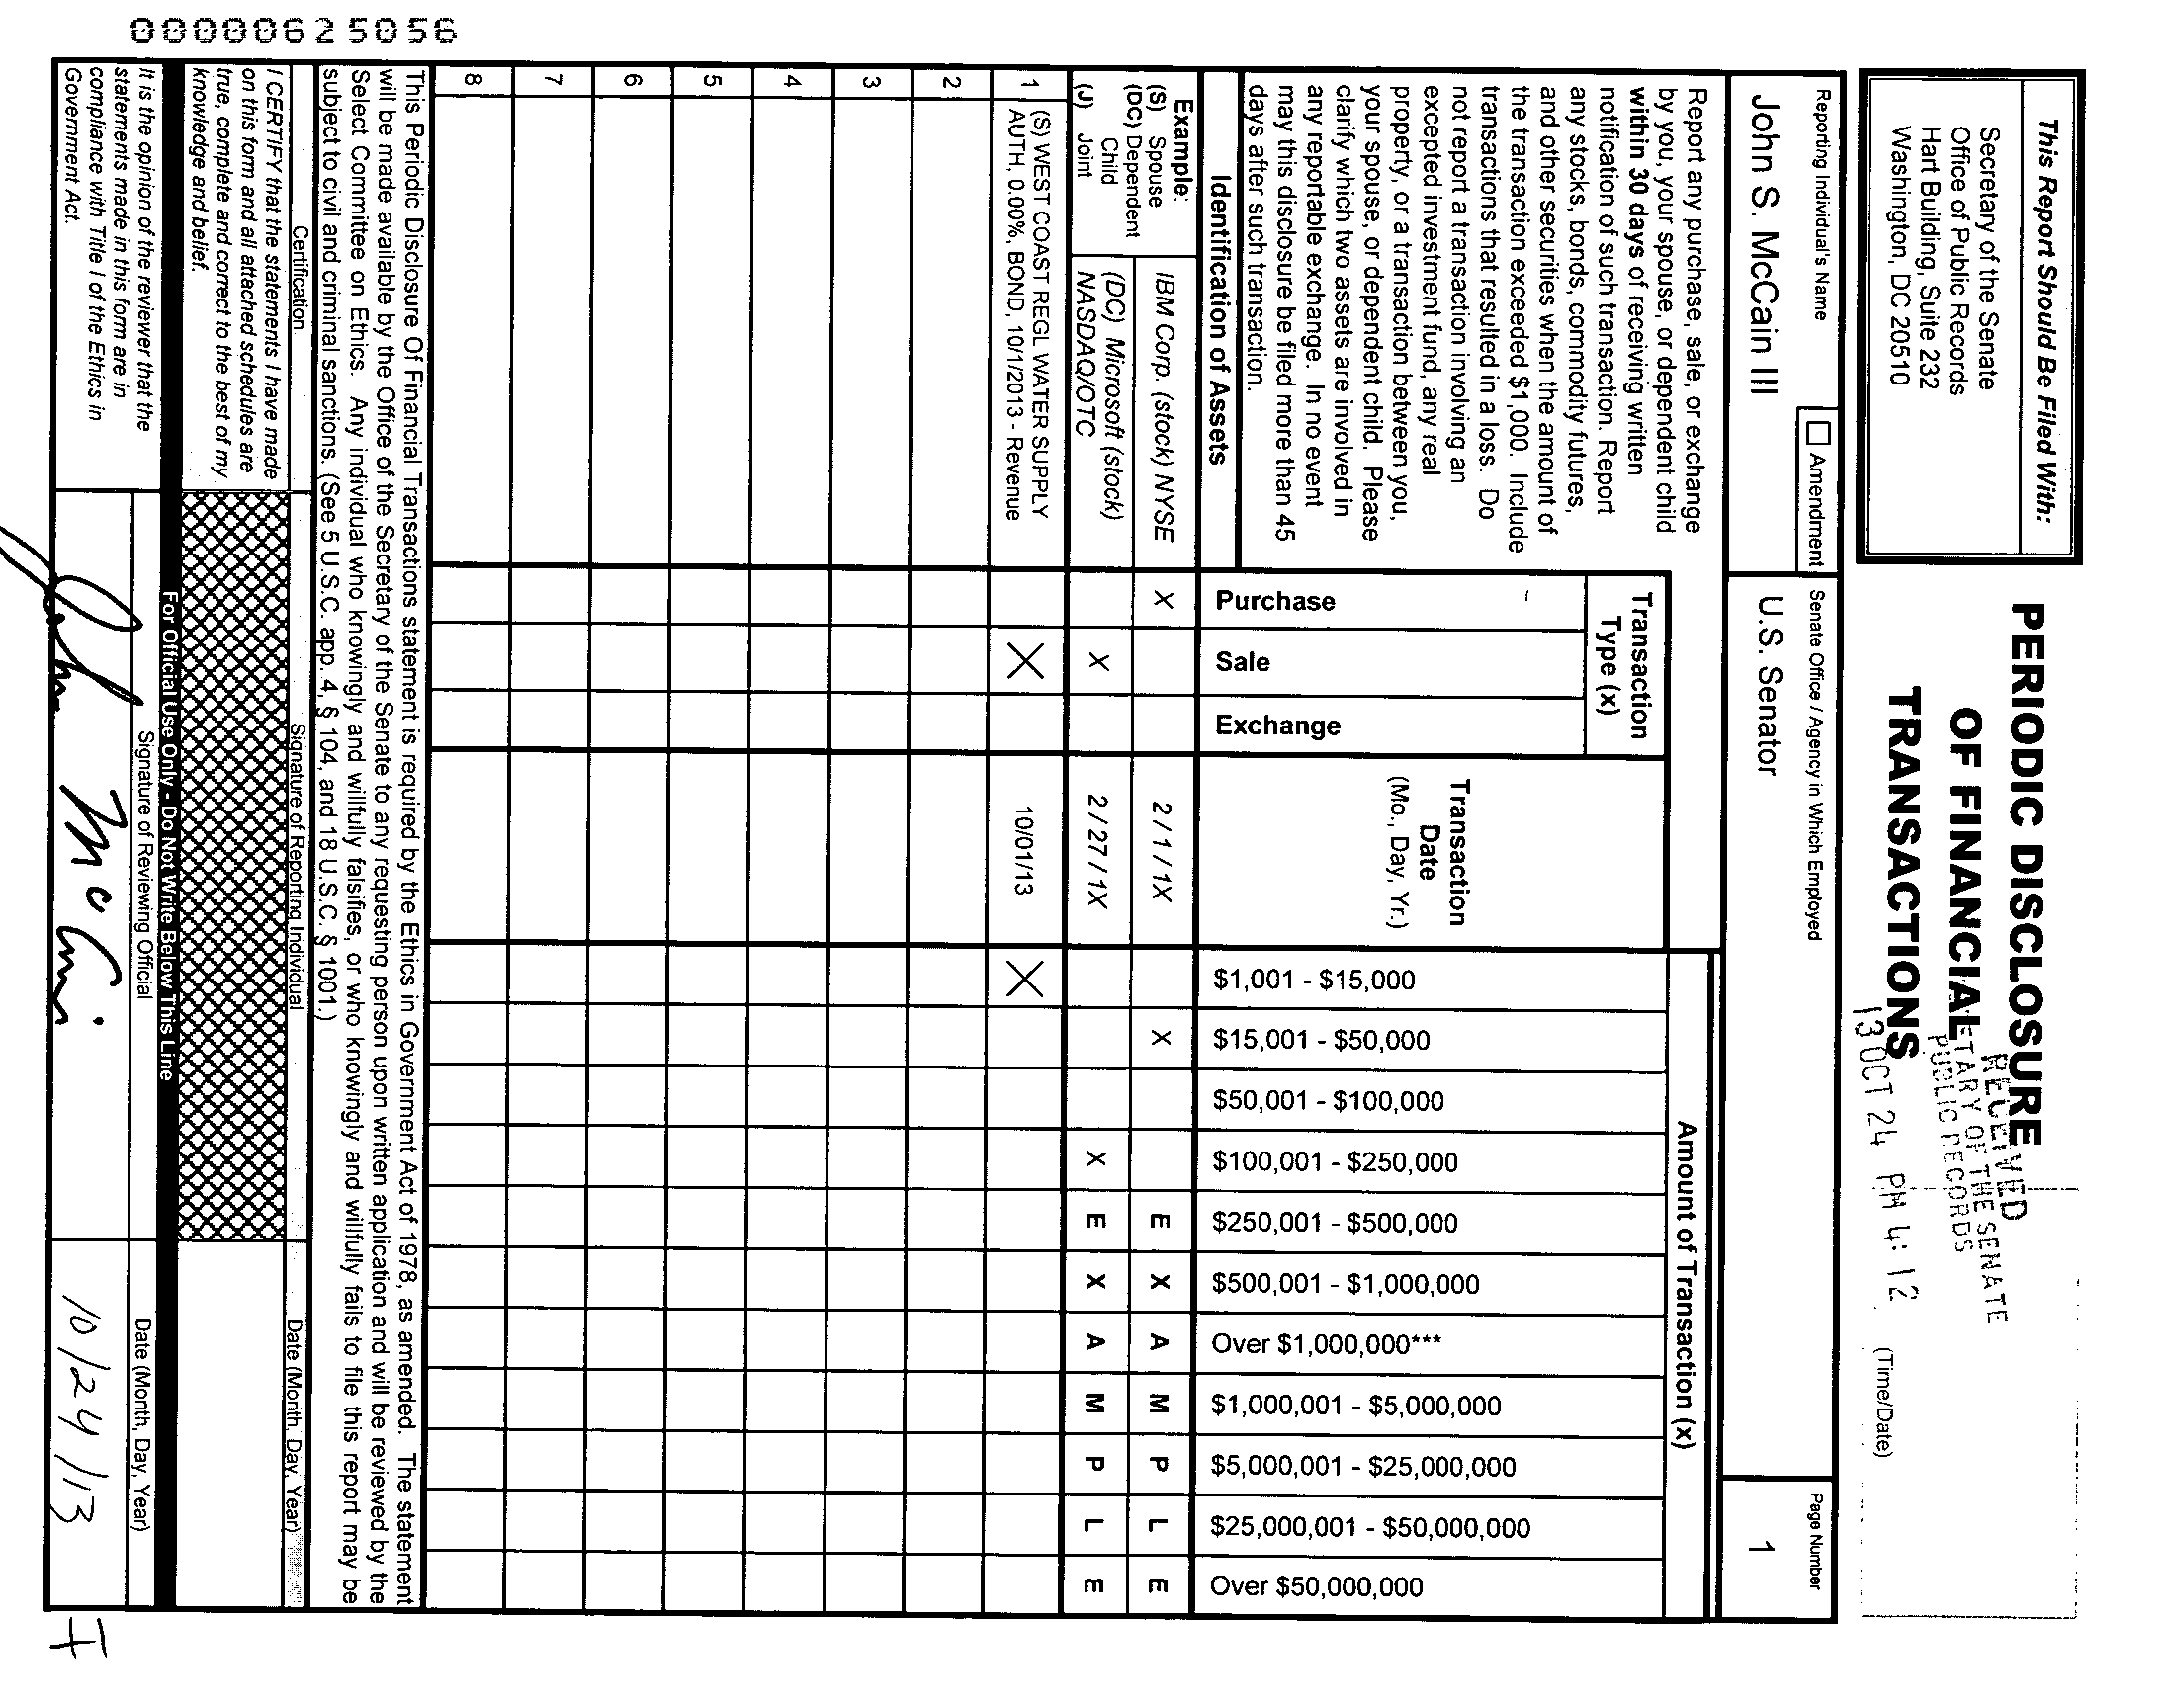 This Report Should Be Filed With:
Secretary of the Senate
Office of Public Records
Hart Building, Suite 232
Washington, DC 20510
PERIODIC DISCLOSURE
OF FINANCIAL
TRANSACTIONS
RECEIVED
ETARY OF THE SENATE
PUBLIC RECORDS
13 OCT 24 PM 4:12
(Time/Date)
Reporting Individual's Name
Amendment
Senate Office / Agency in Which Employed
Page Number
John S. McCain III
U.S. Senator
1
Report any purchase, sale, or exchange
by you, your spouse, or dependent child
within 30 days of receiving written
notification of such transaction. Report
any stocks, bonds, commodity futures,
and other securities when the amount of
the transaction exceeded $1,000. Include
transactions that resulted in a loss. Do
not report a transaction involving an
excepted investment fund, any real
property, or a transaction between you,
your spouse, or dependent child. Please
clarify which two assets are involved in
any reportable exchange. In no event
may this disclosure be filed more than 45
days after such transaction.
Identification of Assets
Transaction
Type (x)
Purchase
Sale
Exchange
Transaction
Date
(Mo., Day, Yr.)
Amount of Transaction (x)
$1,001 - $15,000
$15,001 - $50,000
$50,001 - $100,000
$100,001 - $250,000
$250,001 - $500,000
$500,001 - $1,000,000
Over $1,000,000***
$1,000,001 - $5,000,000
$5,000,001 - $25,000,000
$25,000,001 - $50,000,000
Over $50,000,000
Example:
(S) Spouse
(DC) Dependent
Child
(J) Joint
IBM Corp. (stock) NYSE X 2 / 1 / 1X X E X A M P L E
(DC) Microsoft (stock)
NASDAQ/OTC X 2 / 27 / 1X X E X A M P L E
1 (S) WEST COAST REGL WATER SUPPLY
AUTH, 0.00%, BOND, 10/1/2013 - Revenue X 10/01/13 X
2
3
4
5
6
7
8
This Periodic Disclosure Of Financial Transactions statement is required by the Ethics in Government Act of 1978, as amended. The statement
will be made available by the Office of the Secretary of the Senate to any requesting person upon written application and will be reviewed by the
Select Committee on Ethics. Any individual who knowingly and willfully falsifies, or who knowingly and willfully fails to file this report may be
subject to civil and criminal sanctions. (See 5 U.S.C. app. 4, § 104, and 18 U.S.C. § 1001.)
Certification
Signature of Reporting Individual
Date (Month, Day, Year)
I CERTIFY that the statements I have made
on this form and all attached schedules are
true, complete and correct to the best of my
knowledge and belief.
For Official Use Only - Do Not Write Below This Line
It is the opinion of the reviewer that the
statements made in this form are in
compliance with Title I of the Ethics in
Government Act.
Signature of Reviewing Official
Date (Month, Day, Year)
John McCain
10/24/13
I
00000625056